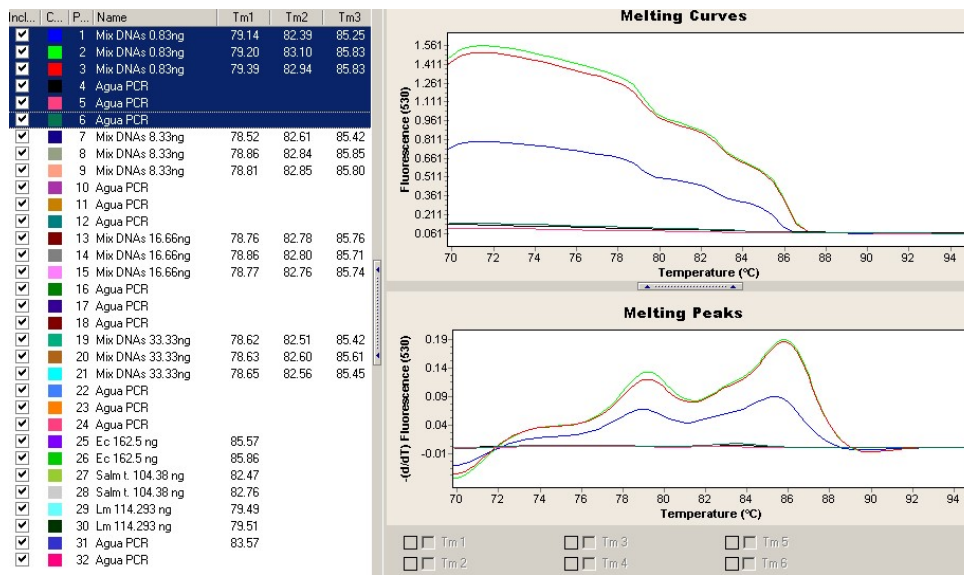 Incl... C... P... Name Tm1 Tm2 Tm3
1 Mix DNAs 0.83ng 79.14 82.39 85.25
2 Mix DNAs 0.83ng 79.20 83.10 85.83
3 Mix DNAs 0.83ng 79.39 82.94 85.83
4 Agua PCR
5 Agua PCR
6 Agua PCR
7 Mix DNAs 8.33ng 78.52 82.61 85.42
8 Mix DNAs 8.33ng 78.86 82.84 85.85
9 Mix DNAs 8.33ng 78.81 82.85 85.80
10 Agua PCR
11 Agua PCR
12 Agua PCR
13 Mix DNAs 16.66ng 78.76 82.78 85.76
14 Mix DNAs 16.66ng 78.86 82.80 85.71
15 Mix DNAs 16.66ng 78.77 82.76 85.74
16 Agua PCR
17 Agua PCR
18 Agua PCR
19 Mix DNAs 33.33ng 78.62 82.51 85.42
20 Mix DNAs 33.33ng 78.63 82.60 85.61
21 Mix DNAs 33.33ng 78.65 82.56 85.45
22 Agua PCR
23 Agua PCR
24 Agua PCR
25 Ec 162.5 ng 85.57
26 Ec 162.5 ng 85.86
27 Salm t. 104.38 ng 82.47
28 Salm t. 104.38 ng 82.76
29 Lm 114.293 ng 79.49
30 Lm 114.293 ng 79.51
31 Agua PCR 83.57
32 Agua PCR
Melting Curves
Fluorescence (530)
1.561
1.411
1.261
1.111
0.961
0.811
0.661
0.511
0.361
0.211
0.061
70 72 74 76 78 80 82 84 86 88 90 92 94
Temperature (ºC)
Melting Peaks
-(d/dT) Fluorescence (530)
0.19
0.14
0.09
0.04
-0.01
70 72 74 76 78 80 82 84 86 88 90 92 94
Temperature (ºC)
Tm 1 Tm 3 Tm 5
Tm 2 Tm 4 Tm 6